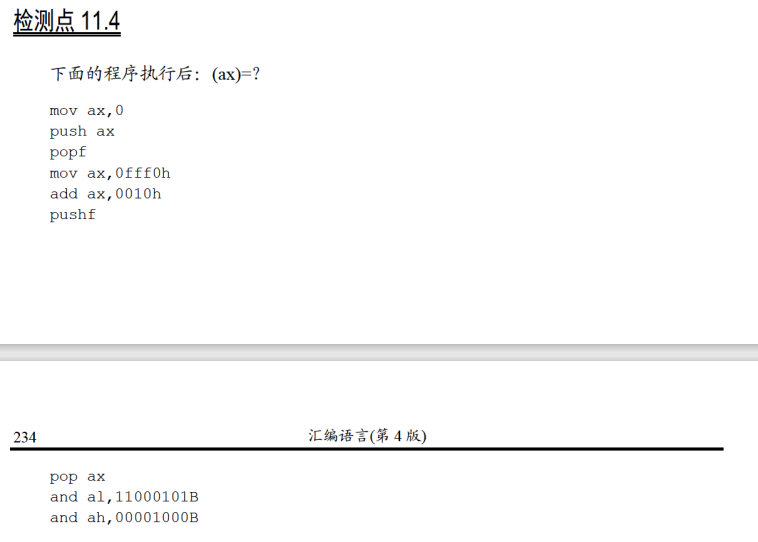 检测点 11.4
下面的程序执行后：(ax)=?
mov ax,0
push ax
popf
mov ax,0fff0h
add ax,0010h
pushf
234 汇编语言(第 4 版)
pop ax
and al,11000101B
and ah,00001000B